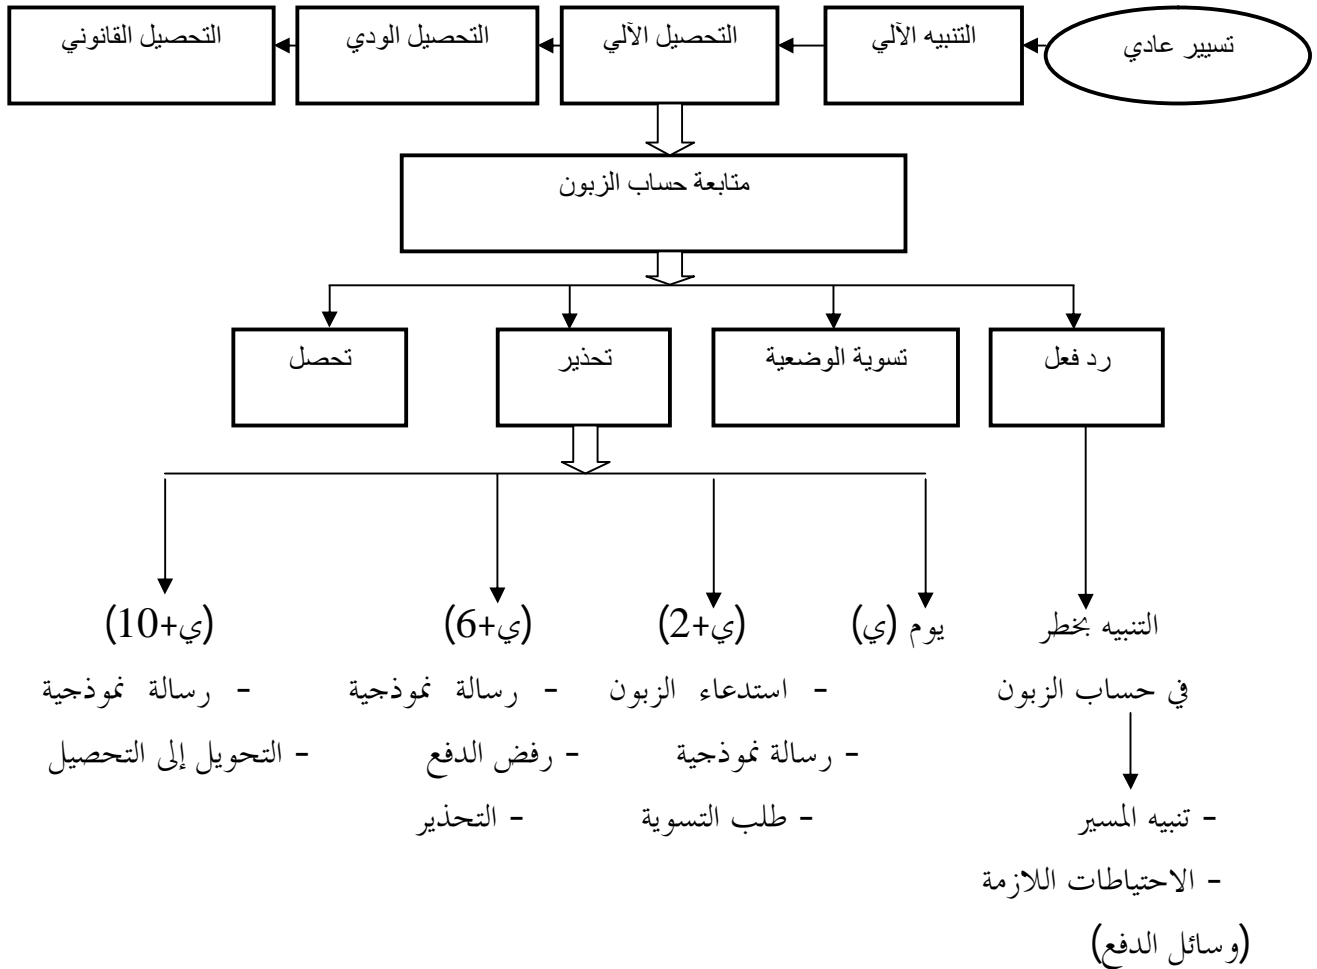 تسيير عادي
التنبيه الآلي
التحصيل الآلي
التحصيل الودي
التحصيل القانوني
متابعة حساب الزبون
رد فعل
تسوية الوضعية
تحذير
تحصل
التنبيه بخطر
في حساب الزبون
- تنبيه المسير
- الاحتياطات اللازمة
(وسائل الدفع)
يوم (ي)
(ي+2)
- استدعاء الزبون
- رسالة نموذجية
- طلب التسوية
(ي+6)
- رسالة نموذجية
- رفض الدفع
- التحذير
(ي+10)
- رسالة نموذجية
- التحويل إلى التحصيل